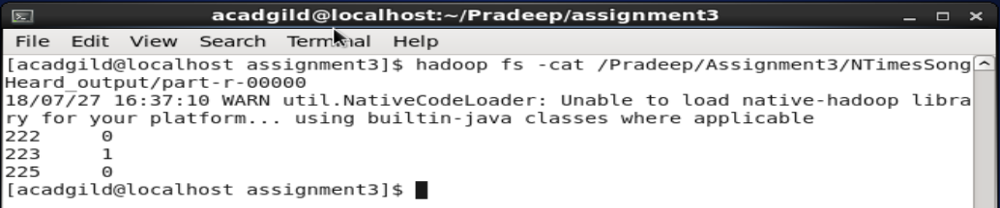 acadgild@localhost:~/Pradeep/assignment3
File Edit View Search Terminal Help
[acadgild@localhost assignment3]$ hadoop fs -cat /Pradeep/Assignment3/NTimesSong
Heard_output/part-r-00000
18/07/27 16:37:10 WARN util.NativeCodeLoader: Unable to load native-hadoop libra
ry for your platform... using builtin-java classes where applicable
222 0
223 1
225 0
[acadgild@localhost assignment3]$